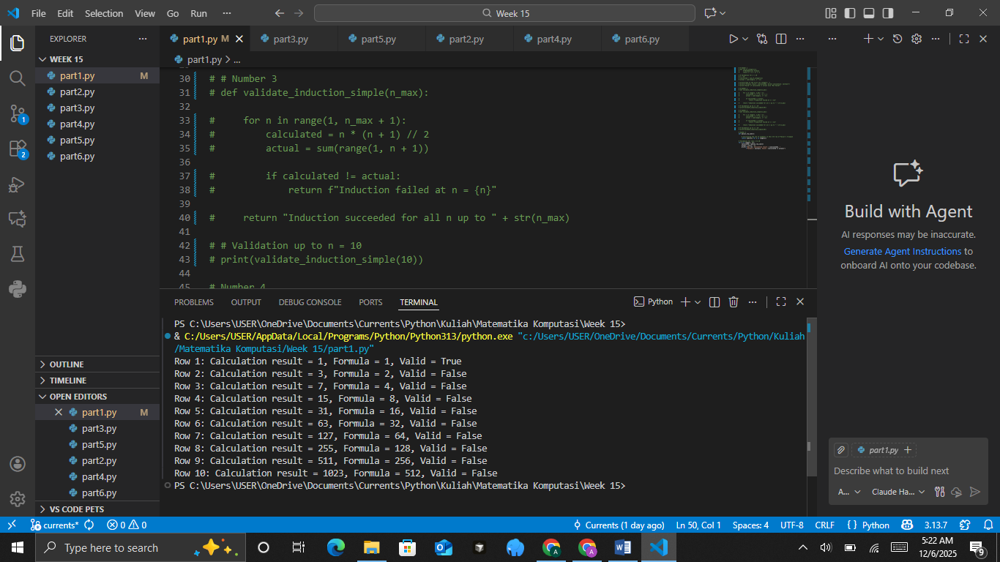 File Edit Selection View Go Run ···
Week 15
EXPLORER ···
WEEK 15
part1.py M
part2.py
part3.py
part4.py
part5.py
part6.py
OUTLINE
TIMELINE
OPEN EDITORS
part1.py M
part3.py
part5.py
part2.py
part4.py
part6.py
VS CODE PETS
1
2
part1.py M
part3.py
part5.py
part2.py
part4.py
part6.py
part1.py > ...
30 # # Number 3
31 # def validate_induction_simple(n_max):
32
33 #     for n in range(1, n_max + 1):
34 #         calculated = n * (n + 1) // 2
35 #         actual = sum(range(1, n + 1))
36
37 #         if calculated != actual:
38 #             return f"Induction failed at n = {n}"
39
40 #     return "Induction succeeded for all n up to " + str(n_max)
41
42 # # Validation up to n = 10
43 # print(validate_induction_simple(10))
44
45 # Number 4
PROBLEMS OUTPUT DEBUG CONSOLE PORTS TERMINAL
Python
PS C:\Users\USER\OneDrive\Documents\Currents\Python\Kuliah\Matematika Komputasi\Week 15>
& C:/Users/USER/AppData/Local/Programs/Python/Python313/python.exe "c:/Users/USER/OneDrive/Documents/Currents/Python/Kuliah
/Matematika Komputasi/Week 15/part1.py"
Row 1: Calculation result = 1, Formula = 1, Valid = True
Row 2: Calculation result = 3, Formula = 2, Valid = False
Row 3: Calculation result = 7, Formula = 4, Valid = False
Row 4: Calculation result = 15, Formula = 8, Valid = False
Row 5: Calculation result = 31, Formula = 16, Valid = False
Row 6: Calculation result = 63, Formula = 32, Valid = False
Row 7: Calculation result = 127, Formula = 64, Valid = False
Row 8: Calculation result = 255, Formula = 128, Valid = False
Row 9: Calculation result = 511, Formula = 256, Valid = False
Row 10: Calculation result = 1023, Formula = 512, Valid = False
PS C:\Users\USER\OneDrive\Documents\Currents\Python\Kuliah\Matematika Komputasi\Week 15>
Build with Agent
AI responses may be inaccurate.
Generate Agent Instructions to
onboard AI onto your codebase.
part1.py +
Describe what to build next
A... Claude Ha...
currents* 0 0
Currents (1 day ago) Ln 50, Col 1 Spaces: 4 UTF-8 CRLF { } Python 3.13.7
Type here to search
5:22 AM
12/6/2025
9